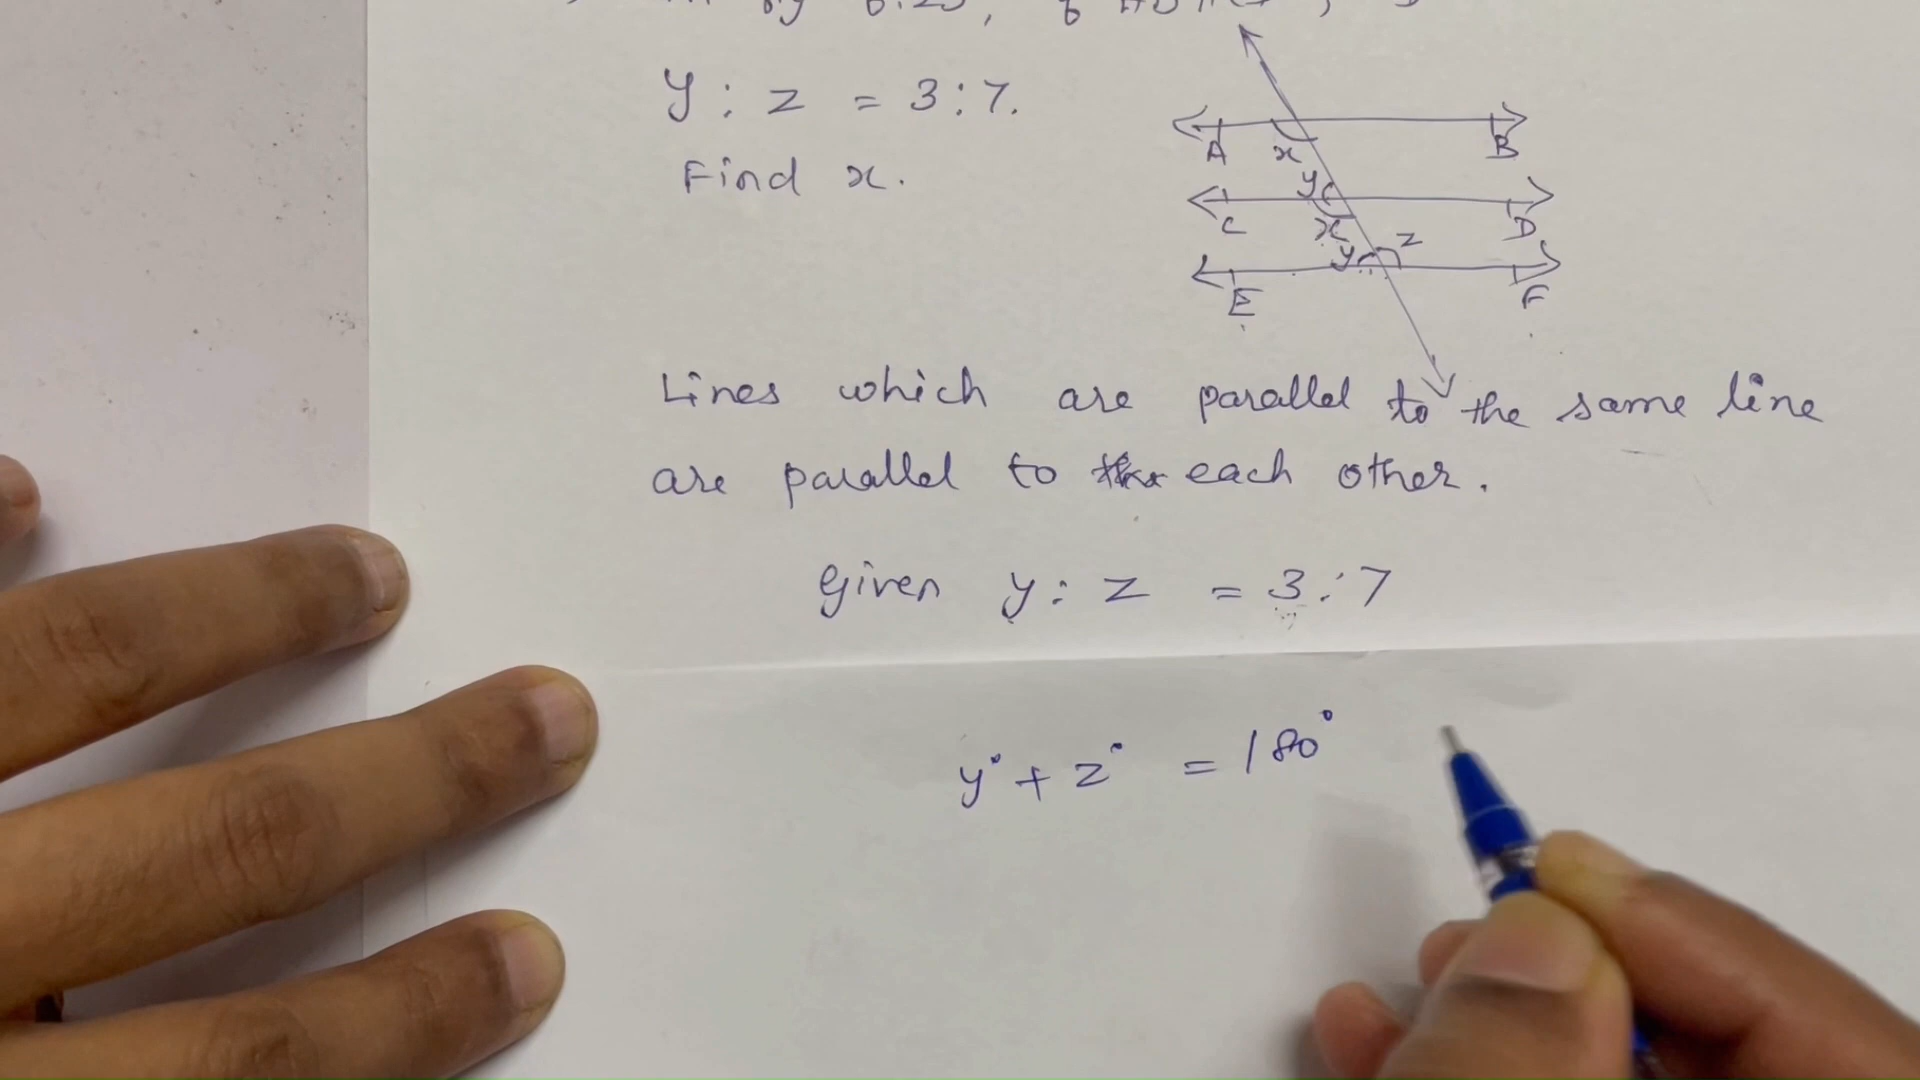 y : z = 3 : 7.
Find x.
A x B
y
C x D
y z
E F
Lines which are parallel to the same line
are parallel to each other.
Given y : z = 3 : 7
y° + z° = 180°